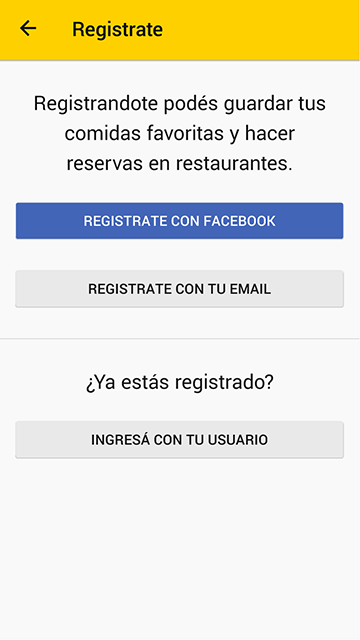 Registrate
Registrandote podés guardar tus
comidas favoritas y hacer
reservas en restaurantes.
REGISTRATE CON FACEBOOK
REGISTRATE CON TU EMAIL
¿Ya estás registrado?
INGRESÁ CON TU USUARIO